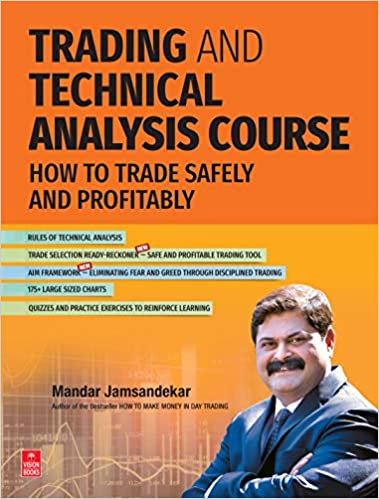 TRADING AND
TECHNICAL
ANALYSIS COURSE
HOW TO TRADE SAFELY
AND PROFITABLY
RULES OF TECHNICAL ANALYSIS
TRADE SELECTION READY-RECKONER NEW – SAFE AND PROFITABLE TRADING TOOL
AIM FRAMEWORK NEW – ELIMINATING FEAR AND GREED THROUGH DISCIPLINED TRADING
175+ LARGE SIZED CHARTS
QUIZZES AND PRACTICE EXERCISES TO REINFORCE LEARNING
Mandar Jamsandekar
Author of the Bestseller HOW TO MAKE MONEY IN DAY TRADING
VISION
BOOKS